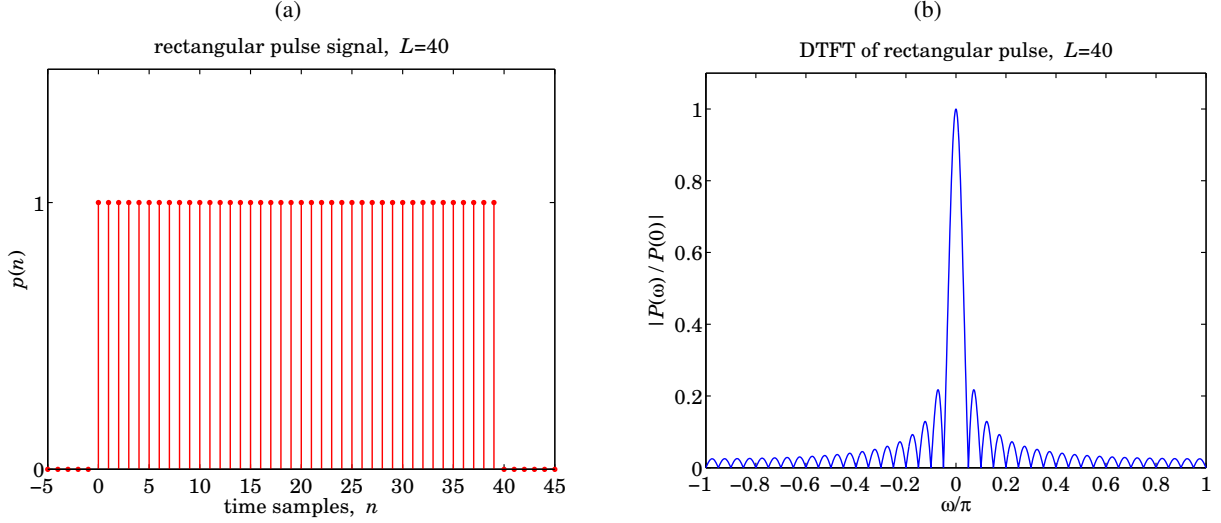 (a)
rectangular pulse signal, L=40
1
0
p(n)
−5 0 5 10 15 20 25 30 35 40 45
time samples, n
(b)
DTFT of rectangular pulse, L=40
1
0.8
0.6
0.4
0.2
0
|P(ω) / P(0)|
−1 −0.8 −0.6 −0.4 −0.2 0 0.2 0.4 0.6 0.8 1
ω/π